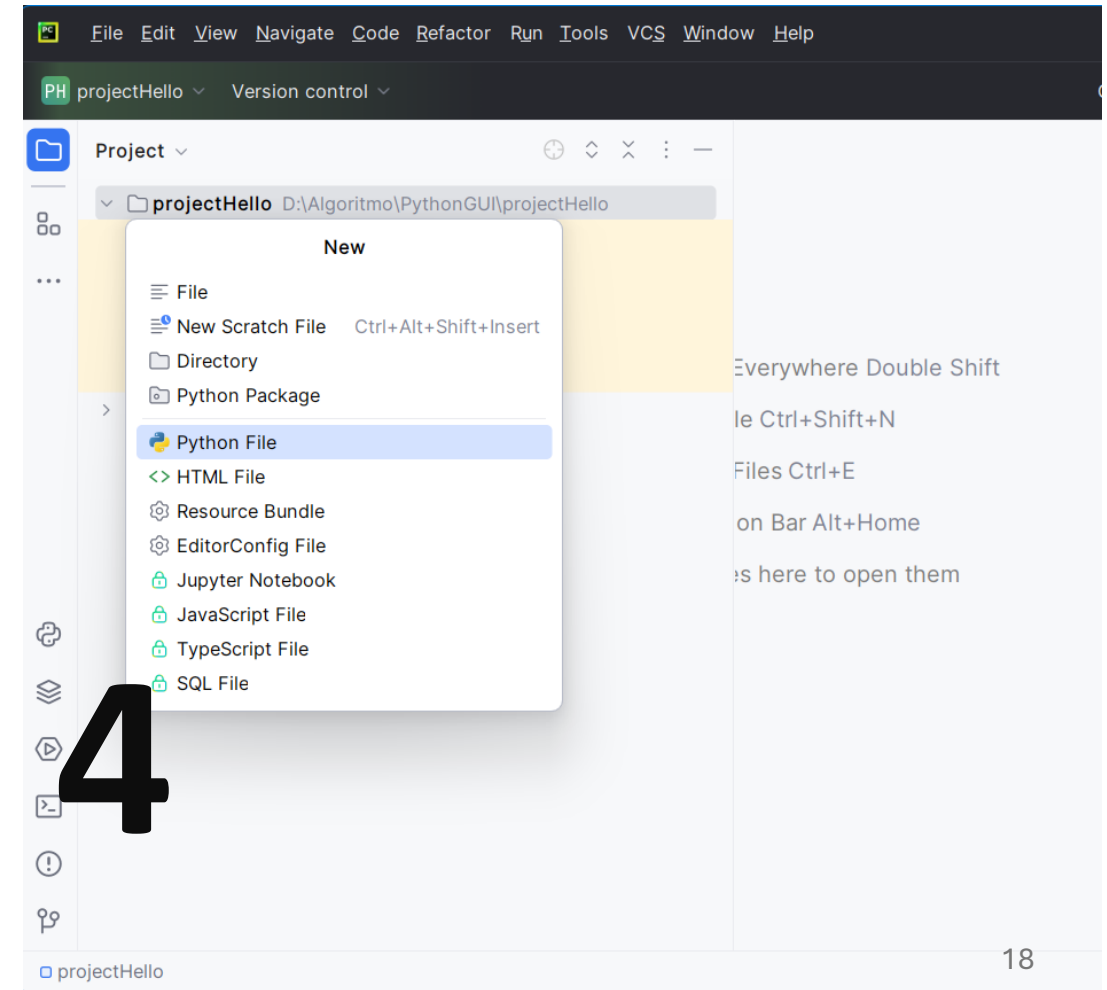 PC File Edit View Navigate Code Refactor Run Tools VCS Window Help
PH projectHello Version control
Project
projectHello D:\Algoritmo\PythonGUI\projectHello
New
File
New Scratch File Ctrl+Alt+Shift+Insert
Directory
Python Package
Python File
HTML File
Resource Bundle
EditorConfig File
Jupyter Notebook
JavaScript File
TypeScript File
SQL File
Everywhere Double Shift
le Ctrl+Shift+N
Files Ctrl+E
on Bar Alt+Home
es here to open them
4
18
projectHello